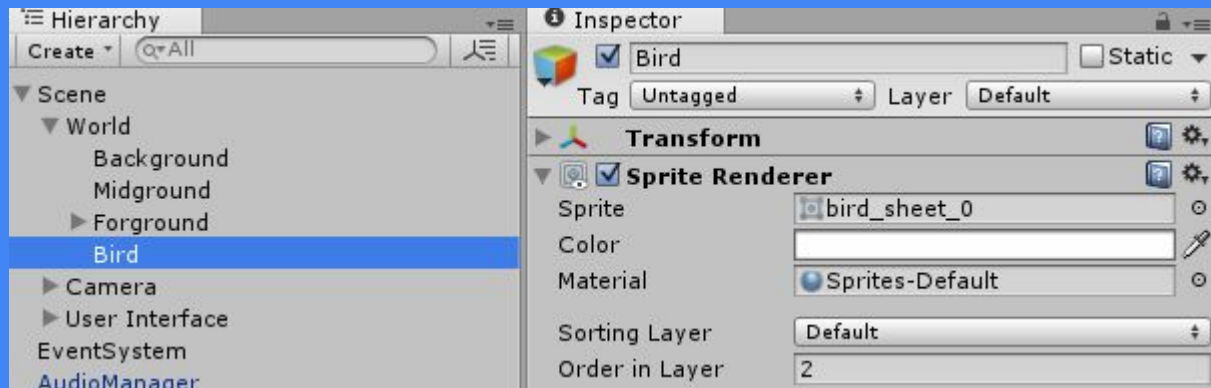 Hierarchy
Create
All
Scene
World
Background
Midground
Forground
Bird
Camera
User Interface
EventSystem
AudioManager
Inspector
Bird
Static
Tag Untagged Layer Default
Transform
Sprite Renderer
Sprite bird_sheet_0
Color
Material Sprites-Default
Sorting Layer Default
Order in Layer 2